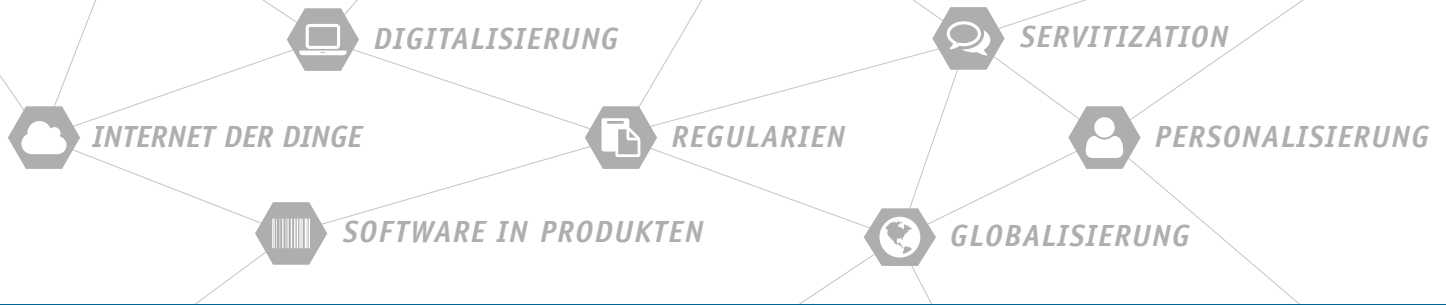 DIGITALISIERUNG
SERVITIZATION
INTERNET DER DINGE
REGULARIEN
PERSONALISIERUNG
SOFTWARE IN PRODUKTEN
GLOBALISIERUNG